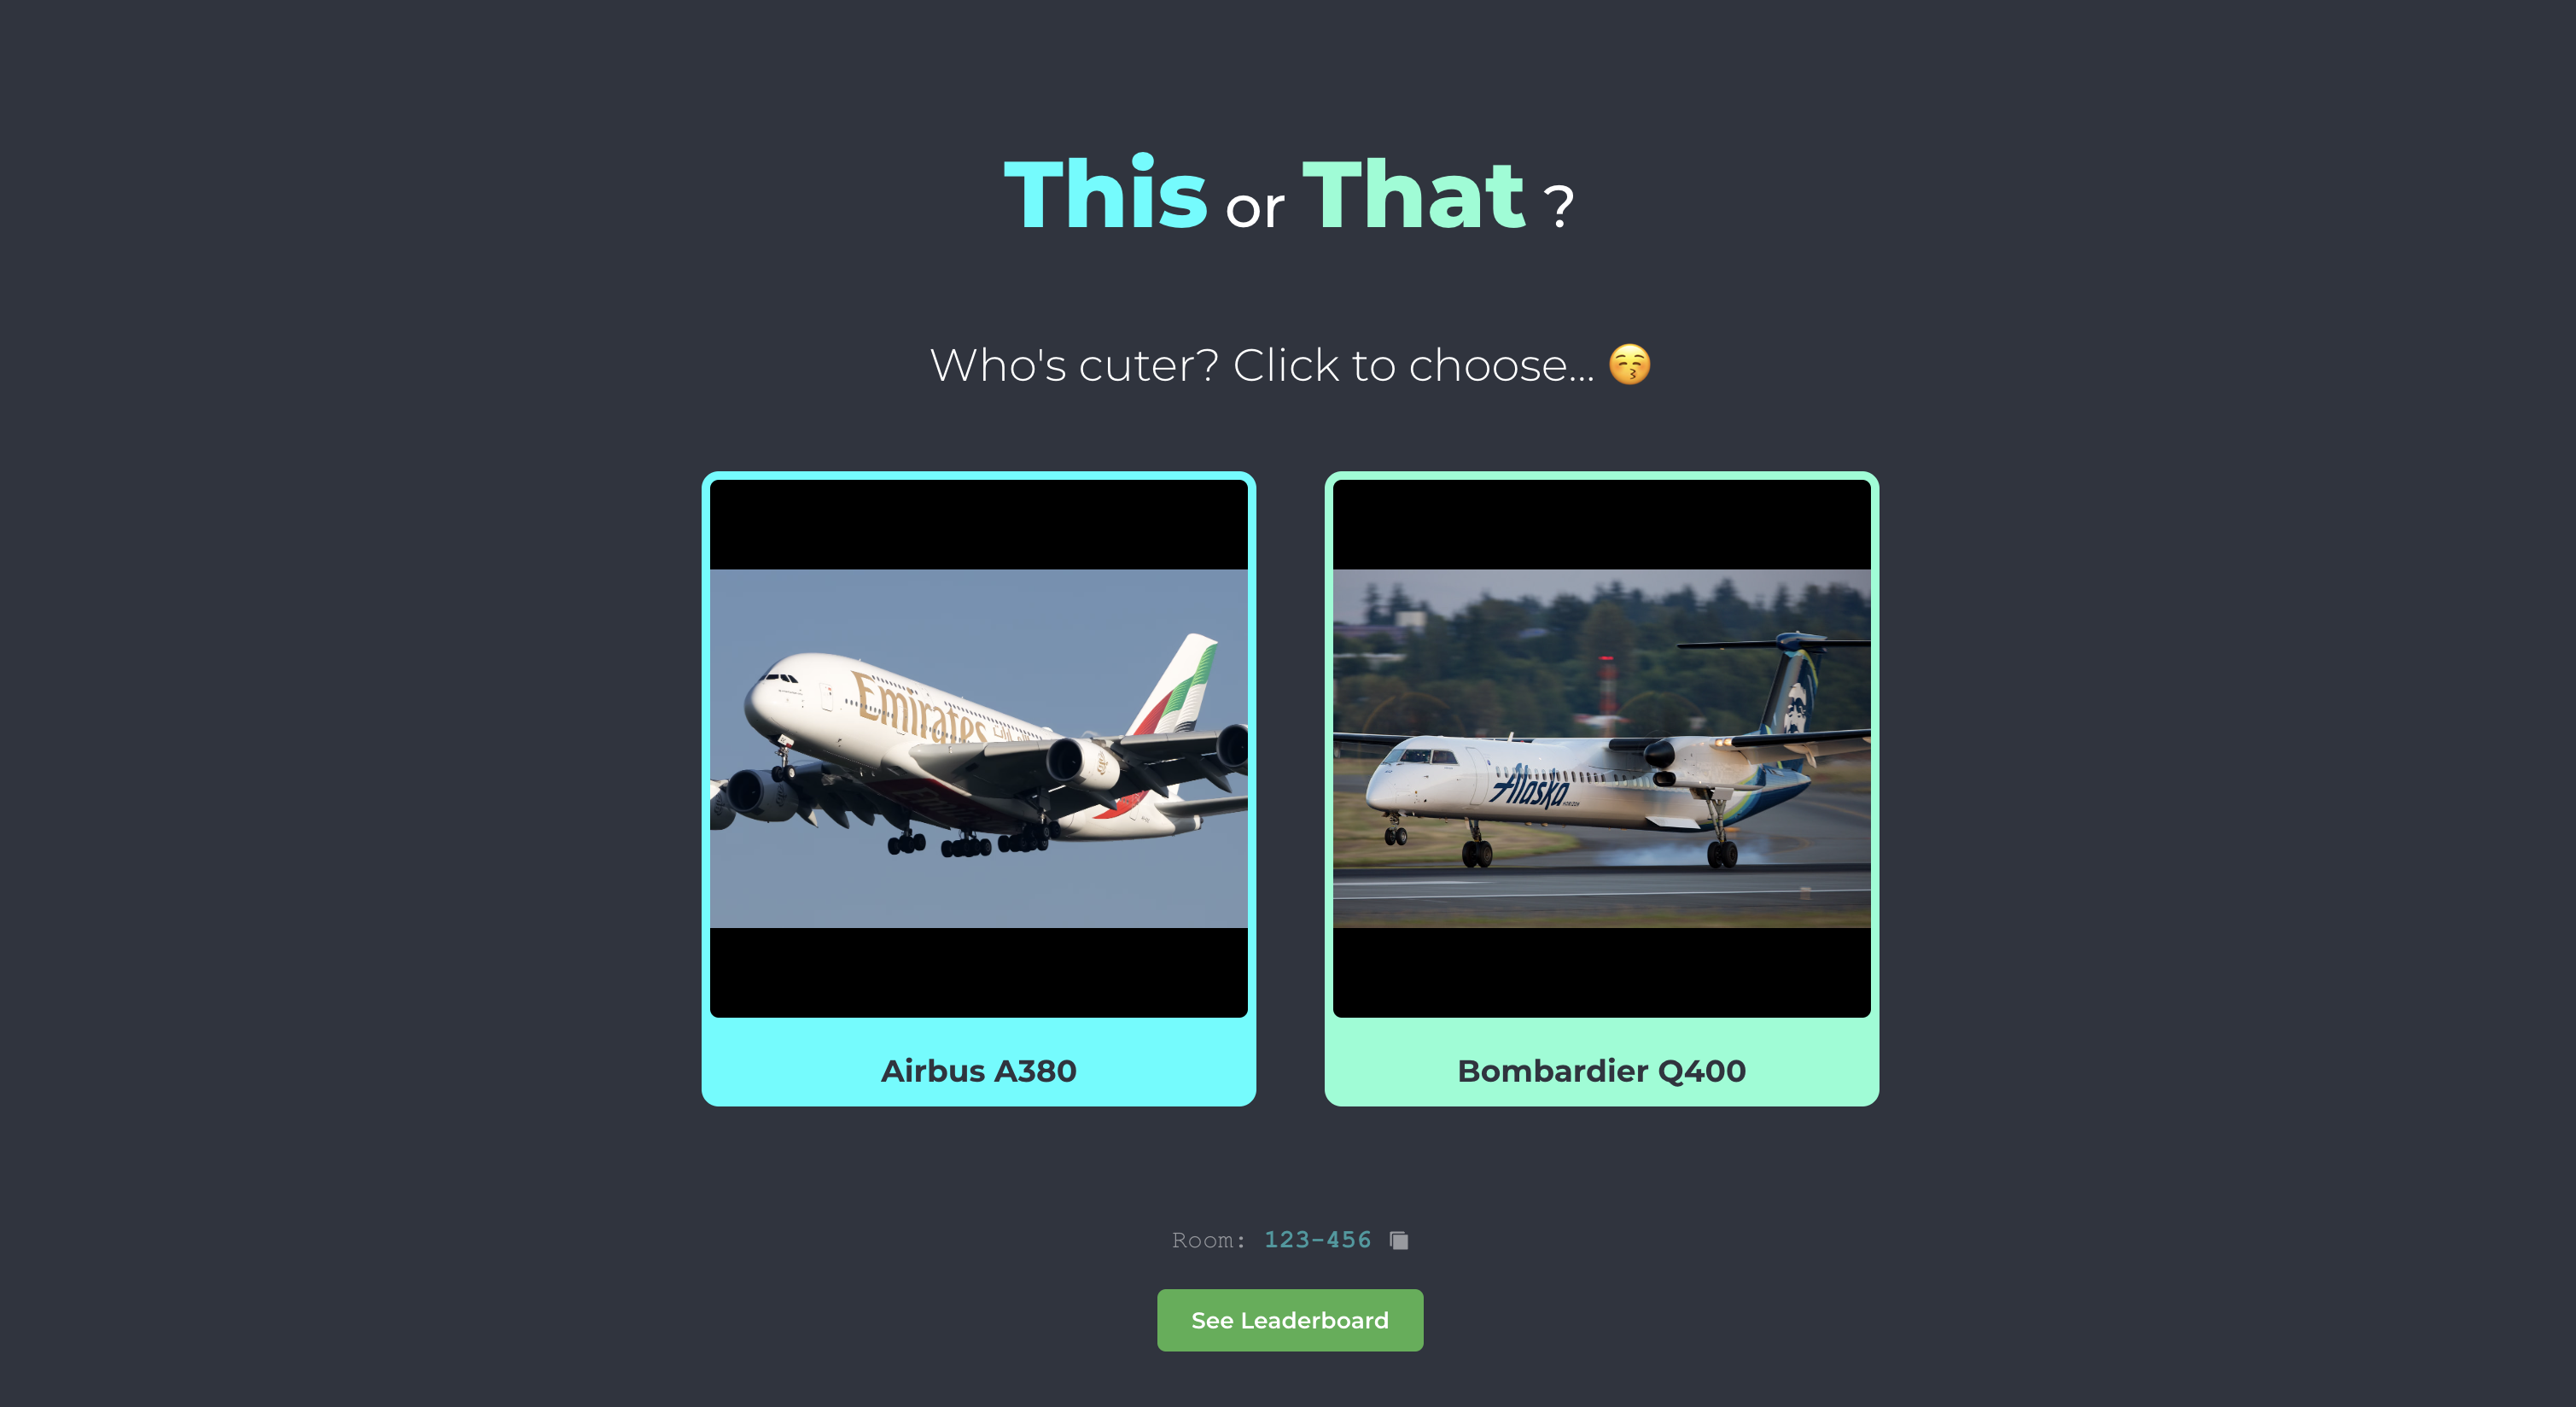 This or That ?
Who's cuter? Click to choose... 😚
Emirates
Alaska
Airbus A380
Bombardier Q400
Room: 123-456
See Leaderboard